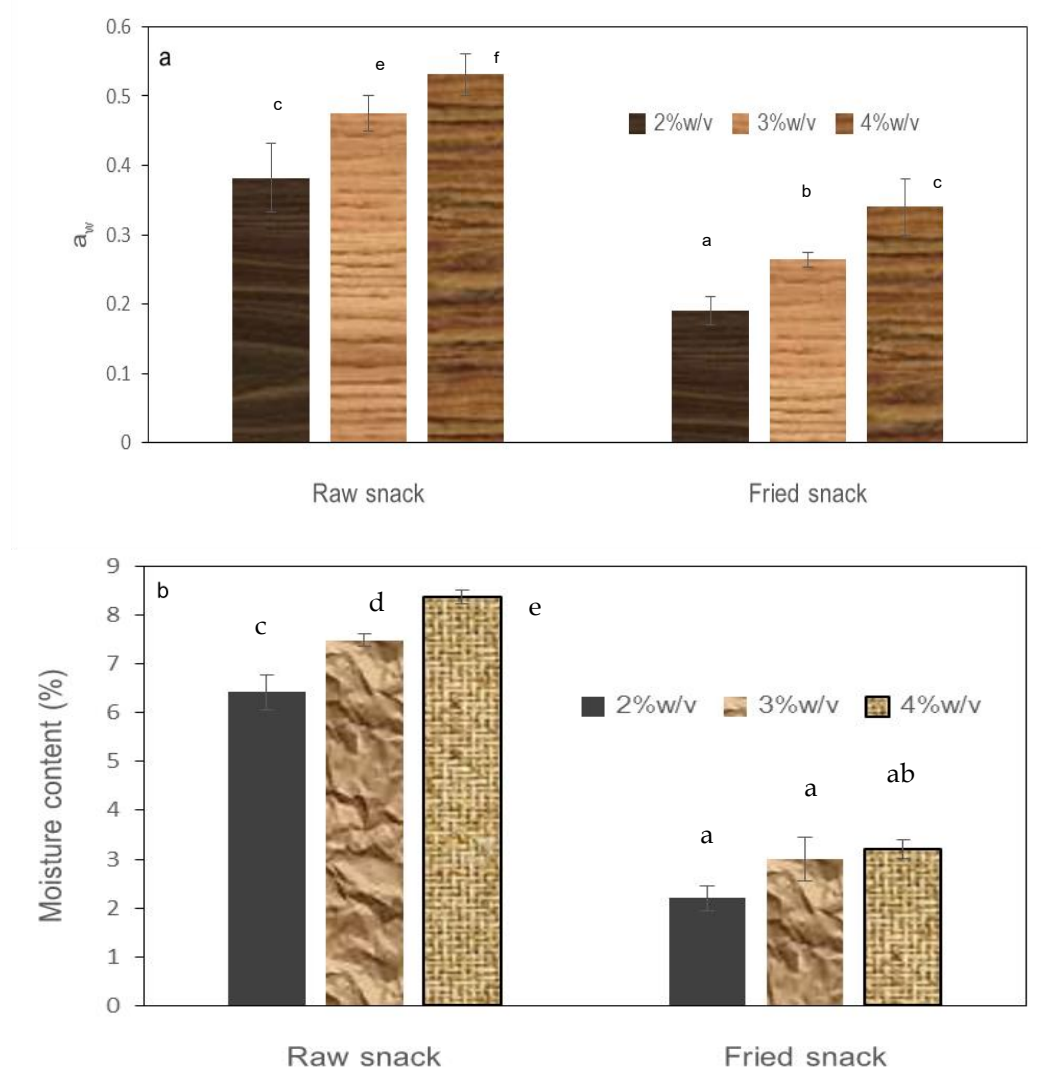 0.6
a
f
e
0.5
c
2%w/v 3%w/v 4%w/v
0.4
b
c
a
0.3
aw
0.2
0.1
0
Raw snack Fried snack
9
b
d
e
8
c
7
6
2%w/v 3%w/v 4%w/v
5
ab
a
4
a
3
2
1
0
Moisture content (%)
Raw snack Fried snack